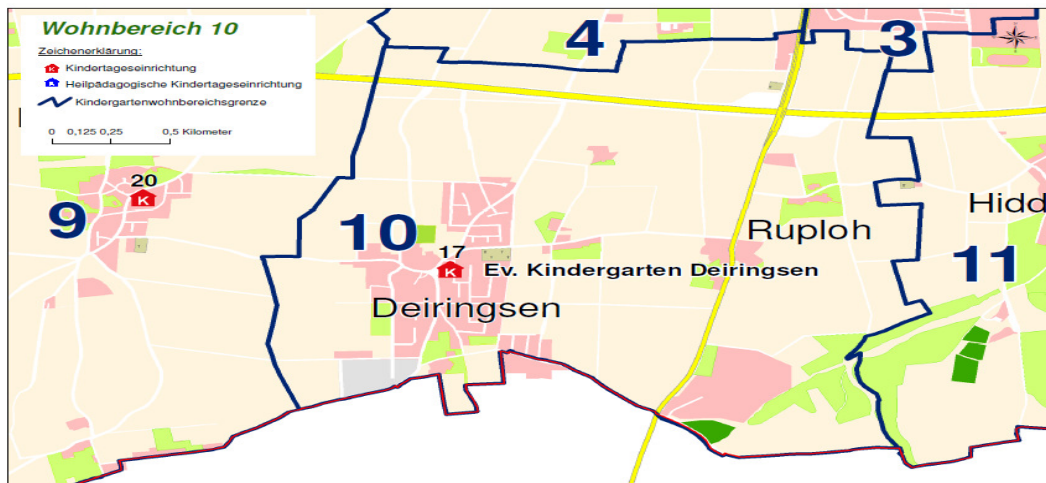 Wohnbereich 10
Zeichenerklärung:
K Kindertageseinrichtung
K Heilpädagogische Kindertageseinrichtung
Kindergartenwohnbereichsgrenze
0 0,125 0,25 0,5 Kilometer
4
3
20
K
9
10
17
K
Ev. Kindergarten Deiringsen
Deiringsen
Ruploh
Hidd
11